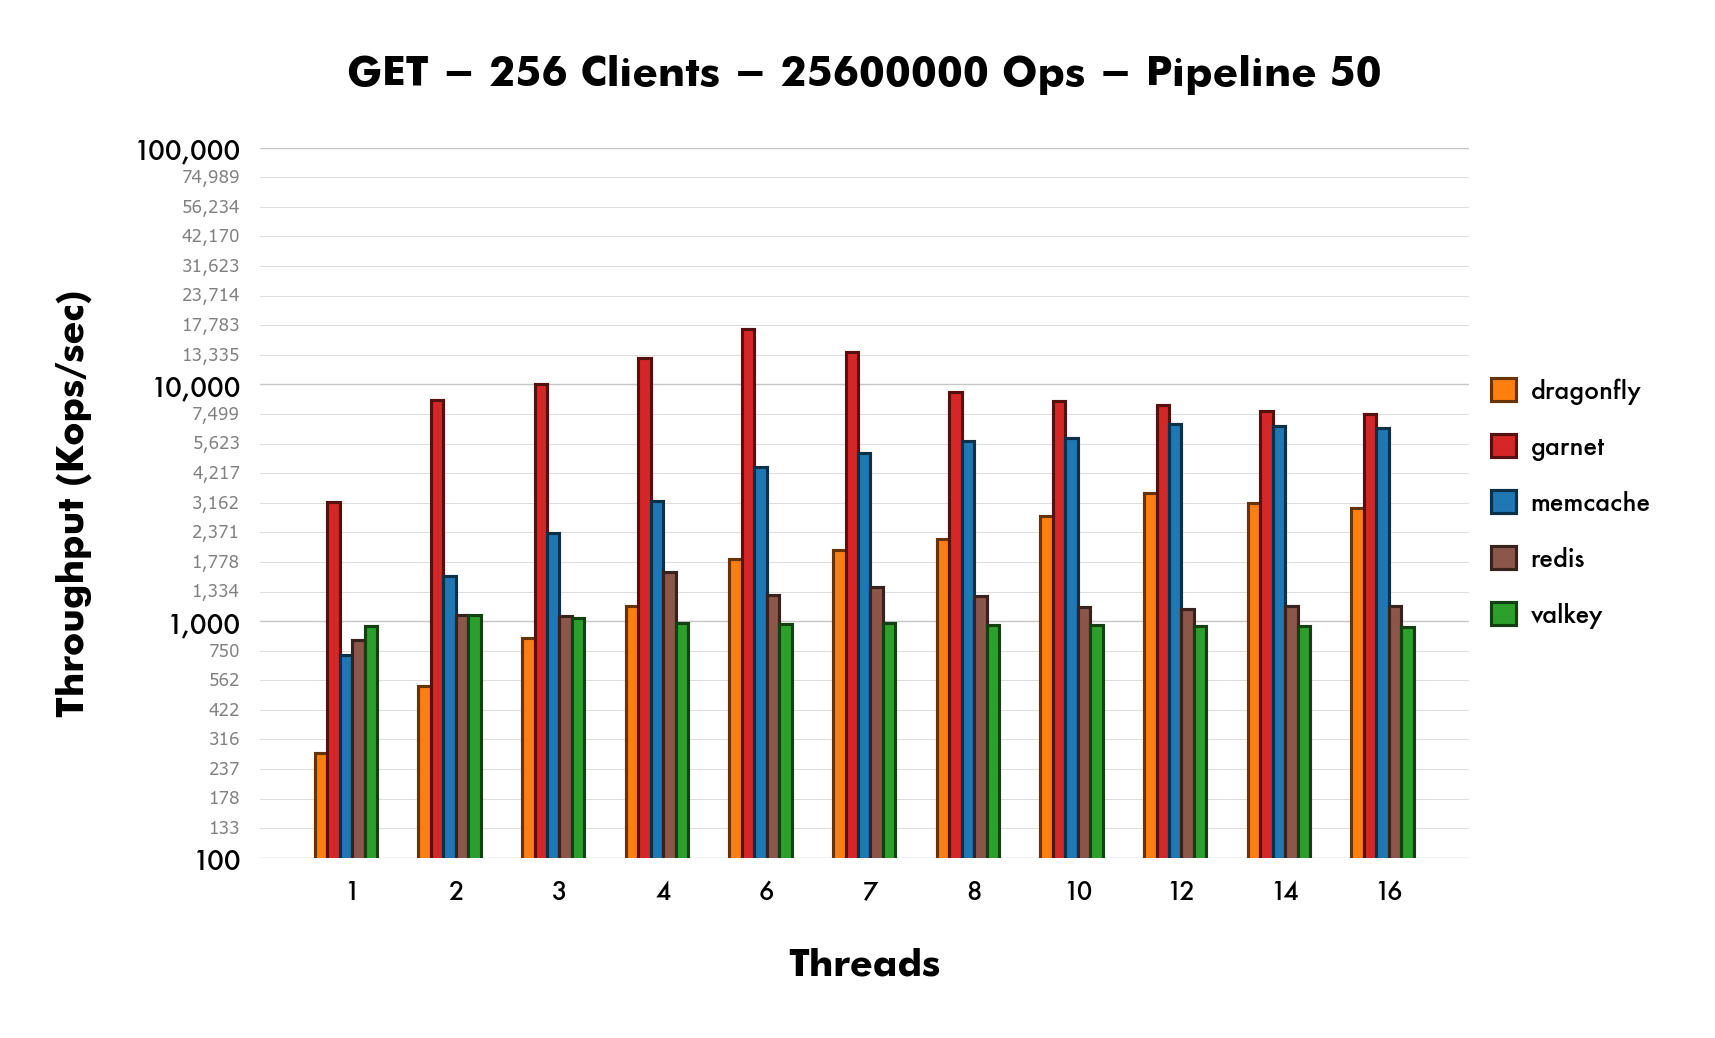 GET – 256 Clients – 25600000 Ops – Pipeline 50
Throughput (Kops/sec)
100,000
74,989
56,234
42,170
31,623
23,714
17,783
13,335
10,000
7,499
5,623
4,217
3,162
2,371
1,778
1,334
1,000
750
562
422
316
237
178
133
100
1 2 3 4 6 7 8 10 12 14 16
Threads
dragonfly
garnet
memcache
redis
valkey